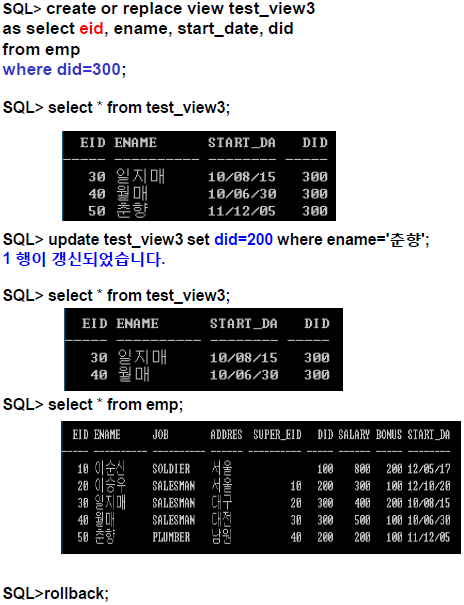 SQL> create or replace view test_view3
as select eid, ename, start_date, did
from emp
where did=300;
SQL> select * from test_view3;
EID ENAME START_DA DID
----- ---------- -------- -----
30 일지매 10/08/15 300
40 월매 10/06/30 300
50 춘향 11/12/05 300
SQL> update test_view3 set did=200 where ename='춘향';
1 행이 갱신되었습니다.
SQL> select * from test_view3;
EID ENAME START_DA DID
----- ---------- -------- -----
30 일지매 10/08/15 300
40 월매 10/06/30 300
SQL> select * from emp;
EID ENAME JOB ADDRES SUPER_EID DID SALARY BONUS START_DA
----- ---------- -------- ------ --------- ----- ------ ----- --------
10 이순신 SOLDIER 서울 100 800 200 12/05/17
20 이승우 SALESMAN 서울 10 200 300 100 12/10/20
30 일지매 SALESMAN 대구 20 300 400 200 10/08/15
40 월매 SALESMAN 대전 30 300 500 100 10/06/30
50 춘향 PLUMBER 남원 40 200 200 100 11/12/05
SQL>rollback;